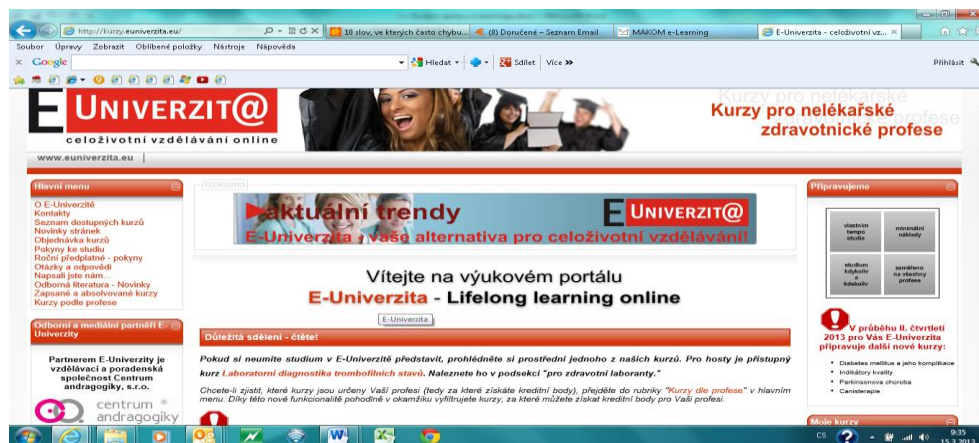 http://kurzy.euniverzita.eu/
10 slov, ve kterých často chybu...
(8) Doručené – Seznam Email
MAKOM e-Learning
E-Univerzita - celoživotní vz...
Soubor Úpravy Zobrazit Oblíbené položky Nástroje Nápověda
Google
Hledat
Sdílet
Více
Přihlásit
E UNIVERZIT@
celoživotní vzdělávání online
Kurzy pro nelékařské
zdravotnické profese
www.euniverzita.eu
Hlavní menu
O E-Univerzitě
Kontakty
Seznam dostupných kurzů
Novinky stránek
Objednávka kurzů
Pokyny ke studiu
Roční předplatné - pokyny
Otázky a odpovědi
Napsali jste nám...
Odborná literatura - Novinky
Zapsané a absolvované kurzy
Kurzy podle profese
Odborní a mediální partneři E-
Univerzity
Partnerem E-Univerzity je
vzdělávací a poradenská
společnost Centrum
andragogiky, s.r.o.
centrum ®
andragogiky
Reklama
aktuální trendy
E UNIVERZIT@
E-Univerzita - vaše alternativa pro celoživotní vzdělávání!
Vítejte na výukovém portálu
E-Univerzita - Lifelong learning online
E-Univerzita
Důležitá sdělení - čtěte!
Pokud si neumíte studium v E-Univerzitě představit, prohlédněte si prostřední jednoho z našich kurzů. Pro hosty je přístupný
kurz Laboratorní diagnostika trombofilních stavů. Naleznete ho v podsekci "pro zdravotní laboranty."
Chcete-li zjistit, které kurzy jsou určeny Vaší profesi (tedy za které získáte kreditní body), přejděte do rubriky "Kurzy dle profese" v hlavním
menu. Díky této nové funkcionalitě pohodlně v okamžiku vyfiltrujete kurzy, za které můžete získat kreditní body pro Vaši profesi.
Připravujeme
vlastním
tempo
studia
minimální
náklady
studium
kdykoliv
a
kdekoliv
zaměřeno
na všechny
profese
V průběhu II. čtvrtletí
2013 pro Vás E-Univerzita
připravuje další nové kurzy:
Diabetes mellitus a jeho komplikace
Indikátory kvality
Parkinsonova choroba
Canisterapie
Moje kurzy
CS
9:35
15.3.2013